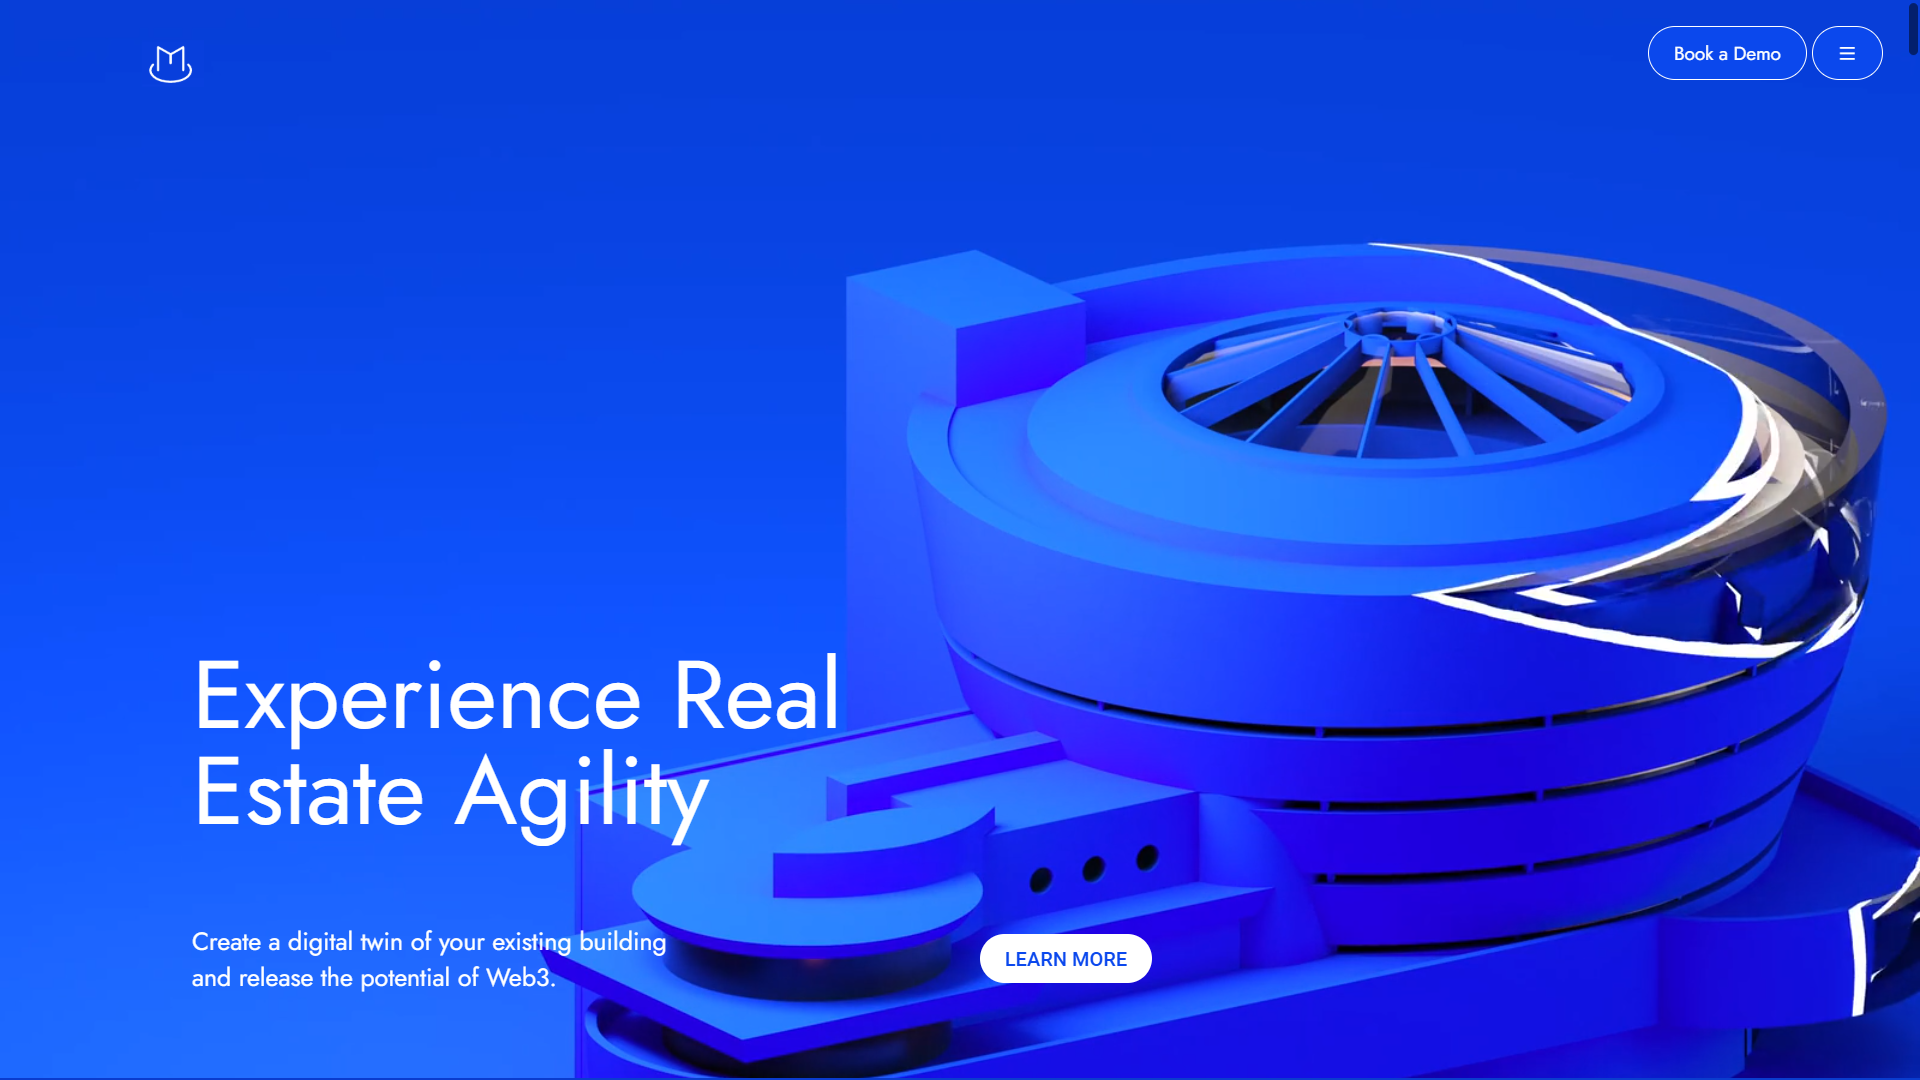 Book a Demo
Experience Real
Estate Agility
Create a digital twin of your existing building
and release the potential of Web3.
LEARN MORE